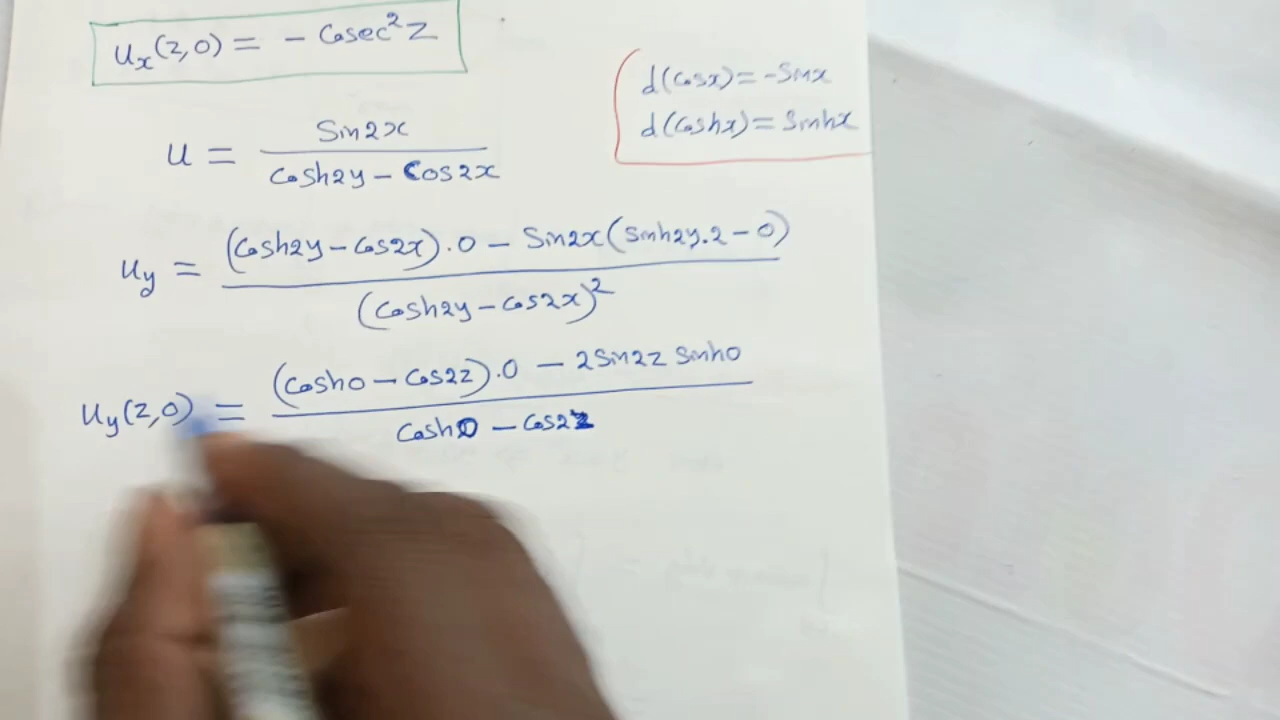 u_x(z,0) = - Cosec²z
d(cosx) = -Sinx
d(coshx) = Sinhx
u = Sin2x / (Cosh2y - Cos2x)
u_y = ((Cosh2y - Cos2x).0 - Sin2x(Sinh2y.2 - 0)) / (Cosh2y - Cos2x)²
u_y(z,0) = ((Cosh0 - Cos2z).0 - 2Sin2z Sinh0) / (Cosh0 - Cos2z)